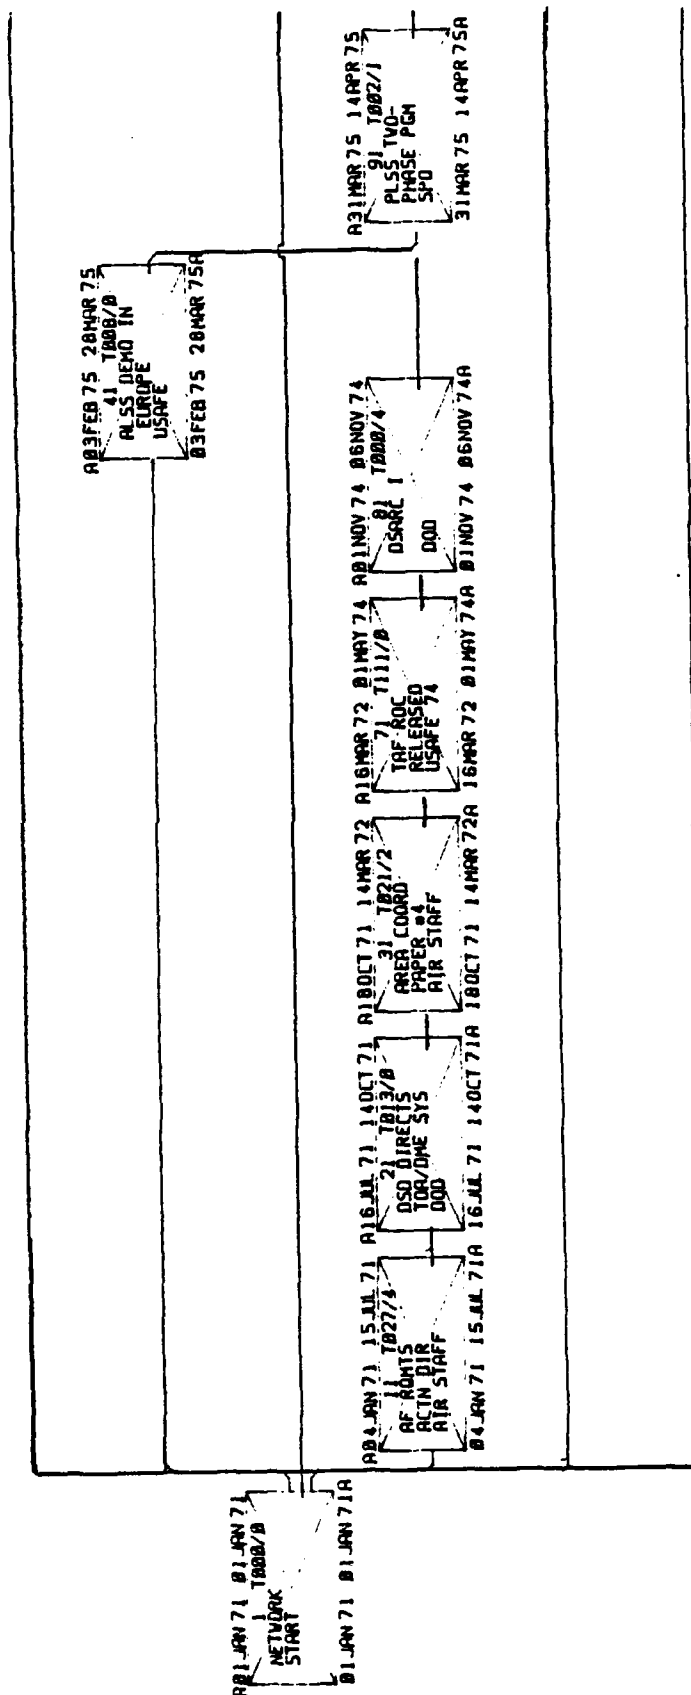 A01JAN71 01JAN71
1 T000/0
NETWORK
START
01JAN71 01JAN71A
A04JAN71 15JUL71
11 T027/4
AF RQMTS
ACTN DIR
AIR STAFF
04JAN71 15JUL71A
A16JUL71 14OCT71
21 T013/0
DSD DIRECTS
TOA/DME SYS
DOD
16JUL71 14OCT71A
A18OCT71 14MAR72
31 T021/2
AREA COORD
PAPER #4
AIR STAFF
18OCT71 14MAR72A
A16MAR72 01MAY74
71 T111/0
TAF ROC
RELEASED
USAFE 74
16MAR72 01MAY74A
A01NOV74 06NOV74
81 T000/4
DSARC I
DOD
01NOV74 06NOV74A
A03FEB75 28MAR75
41 T008/0
ALSS DEMO IN
EUROPE
USAFE
03FEB75 28MAR75A
A31MAR75 14APR75
91 T002/1
PLSS TWO-
PHASE PGM
SPO
31MAR75 14APR75A